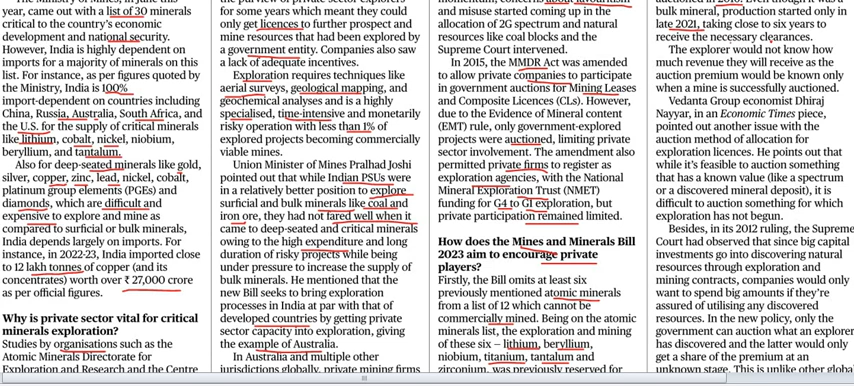 year, came out with a list of 30 minerals
critical to the country's economic
development and national security.
However, India is highly dependent on
imports for a majority of minerals on this
list. For instance, as per figures quoted by
the Ministry, India is 100%
import-dependent on countries including
China, Russia, Australia, South Africa, and
the U.S. for the supply of critical minerals
like lithium, cobalt, nickel, niobium,
beryllium, and tantalum.
Also for deep-seated minerals like gold,
silver, copper, zinc, lead, nickel, cobalt,
platinum group elements (PGEs) and
diamonds, which are difficult and
expensive to explore and mine as
compared to surficial or bulk minerals,
India depends largely on imports. For
instance, in 2022-23, India imported close
to 12 lakh tonnes of copper (and its
concentrates) worth over ₹ 27,000 crore
as per official figures.
Why is private sector vital for critical
minerals exploration?
Studies by organisations such as the
Atomic Minerals Directorate for
Exploration and Research and the Centre
for some years which meant they could
only get licences to further prospect and
mine resources that had been explored by
a government entity. Companies also saw
a lack of adequate incentives.
Exploration requires techniques like
aerial surveys, geological mapping, and
geochemical analyses and is a highly
specialised, time-intensive and monetarily
risky operation with less than 1% of
explored projects becoming commercially
viable mines.
Union Minister of Mines Pralhad Joshi
pointed out that while Indian PSUs were
in a relatively better position to explore
surficial and bulk minerals like coal and
iron ore, they had not fared well when it
came to deep-seated and critical minerals
owing to the high expenditure and long
duration of risky projects while being
under pressure to increase the supply of
bulk minerals. He mentioned that the
new Bill seeks to bring exploration
processes in India at par with that of
developed countries by getting private
sector capacity into exploration, giving
the example of Australia.
In Australia and multiple other
jurisdictions globally, private mining firms
and misuse started coming up in the
allocation of 2G spectrum and natural
resources like coal blocks and the
Supreme Court intervened.
In 2015, the MMDR Act was amended
to allow private companies to participate
in government auctions for Mining Leases
and Composite Licences (CLs). However,
due to the Evidence of Mineral content
(EMT) rule, only government-explored
projects were auctioned, limiting private
sector involvement. The amendment also
permitted private firms to register as
exploration agencies, with the National
Mineral Exploration Trust (NMET)
funding for G4 to G1 exploration, but
private participation remained limited.
How does the Mines and Minerals Bill
2023 aim to encourage private
players?
Firstly, the Bill omits at least six
previously mentioned atomic minerals
from a list of 12 which cannot be
commercially mined. Being on the atomic
minerals list, the exploration and mining
of these six – lithium, beryllium,
niobium, titanium, tantalum and
zirconium, was previously reserved for
bulk mineral, production started only in
late 2021, taking close to six years to
receive the necessary clearances.
The explorer would not know how
much revenue they will receive as the
auction premium would be known only
when a mine is successfully auctioned.
Vedanta Group economist Dhiraj
Nayyar, in an Economic Times piece,
pointed out another issue with the
auction method of allocation for
exploration licences. He points out that
while it's feasible to auction something
that has a known value (like a spectrum
or a discovered mineral deposit), it is
difficult to auction something for which
exploration has not begun.
Besides, in its 2012 ruling, the Supreme
Court had observed that since big capital
investments go into discovering natural
resources through exploration and
mining contracts, companies would only
want to spend big amounts if they're
assured of utilising any discovered
resources. In the new policy, only the
government can auction what an explorer
has discovered and the latter would only
get a share of the premium at an
unknown stage. This is unlike other global